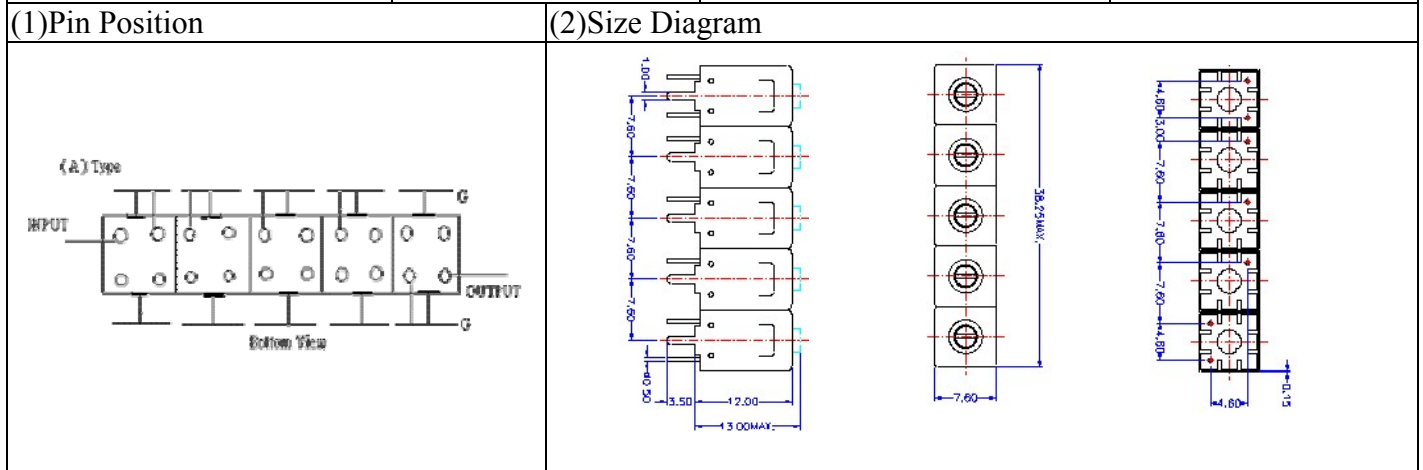 (1)Pin Position
(2)Size Diagram
(A) Type
G
INPUT
OUTPUT
G
Bottom View
1.00
7.60
7.60
7.60
7.60
ø0.50
3.50
12.00
13.00MAX.
38.25MAX.
7.60
4.60
3.00
7.60
7.60
7.60
4.60
4.60
0.15